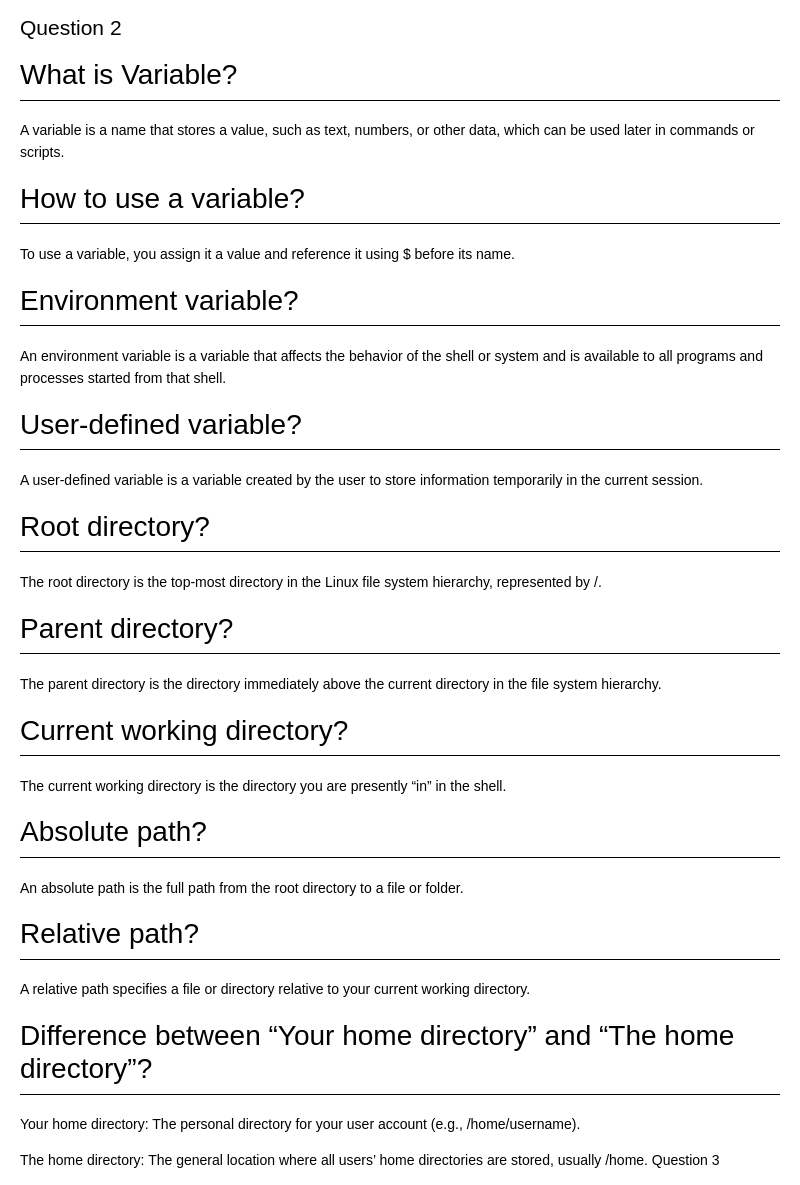 Question 2
What is Variable?
A variable is a name that stores a value, such as text, numbers, or other data, which can be used later in commands or
scripts.
How to use a variable?
To use a variable, you assign it a value and reference it using $ before its name.
Environment variable?
An environment variable is a variable that affects the behavior of the shell or system and is available to all programs and
processes started from that shell.
User-defined variable?
A user-defined variable is a variable created by the user to store information temporarily in the current session.
Root directory?
The root directory is the top-most directory in the Linux file system hierarchy, represented by /.
Parent directory?
The parent directory is the directory immediately above the current directory in the file system hierarchy.
Current working directory?
The current working directory is the directory you are presently “in” in the shell.
Absolute path?
An absolute path is the full path from the root directory to a file or folder.
Relative path?
A relative path specifies a file or directory relative to your current working directory.
Difference between “Your home directory” and “The home
directory”?
Your home directory: The personal directory for your user account (e.g., /home/username).
The home directory: The general location where all users’ home directories are stored, usually /home. Question 3